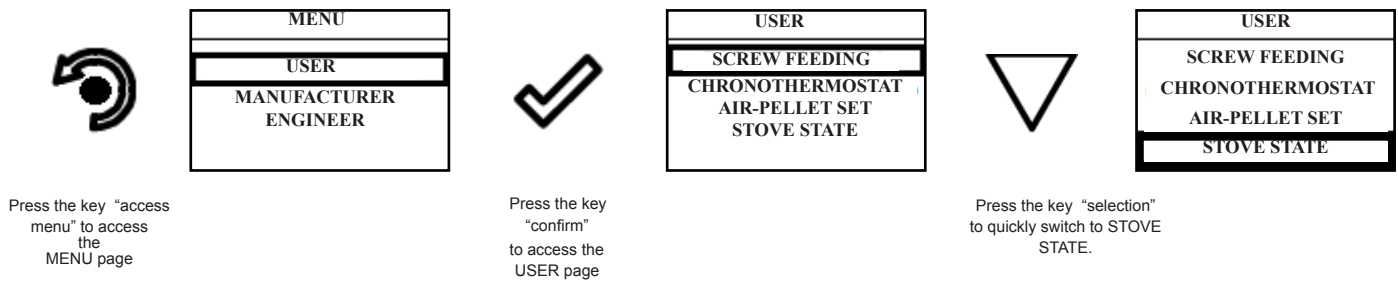 MENU
USER
MANUFACTURER
ENGINEER
USER
SCREW FEEDING
CHRONOTHERMOSTAT
AIR-PELLET SET
STOVE STATE
USER
SCREW FEEDING
CHRONOTHERMOSTAT
AIR-PELLET SET
STOVE STATE
Press the key “access
menu” to access
the
MENU page
Press the key
“confirm”
to access the
USER page
Press the key “selection”
to quickly switch to STOVE
STATE.